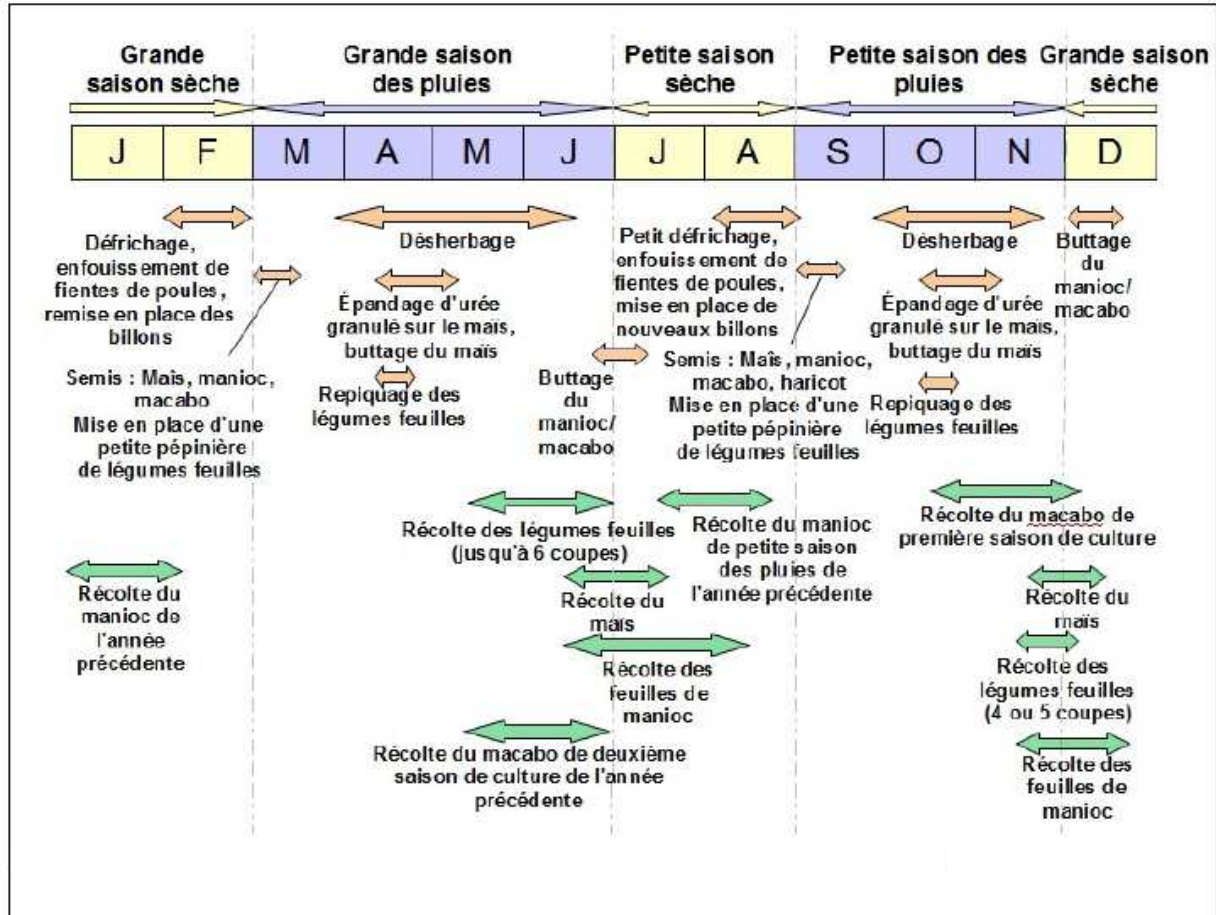 Grande
saison sèche
Grande saison
des pluies
Petite saison
sèche
Petite saison des
pluies
Grande saison
sèche
J F M A M J J A S O N D
Défrichage,
enfouissement de
fientes de poules,
remise en place des
billons
Désherbage
Petit défrichage,
enfouissement de
fientes de poules,
mise en place de
nouveaux billons
Désherbage
Buttage
du
manioc/
macabo
Épandage d'urée
granulé sur le maïs,
buttage du maïs
Épandage d'urée
granulé sur le maïs,
buttage du maïs
Semis : Maïs, manioc,
macabo
Mise en place d'une
petite pépinière
de légumes feuilles
Repiquage des
légumes feuilles
Buttage
du
manioc/
macabo
Semis : Maîs, manioc,
macabo, haricot
Mise en place d'une
petite pépinière
de légumes feuilles
Repiquage des
légumes feuilles
Récolte des légumes feuilles
(jusqu'à 6 coupes)
Récolte du manioc
de petite saison
des pluies de
l'année précédente
Récolte du macabo de
première saison de culture
Récolte du
manioc de
l'année
précédente
Récolte du
maïs
Récolte du
maïs
Récolte des
feuilles de
manioc
Récolte des
légumes feuilles
(4 ou 5 coupes)
Récolte du macabo de deuxième
saison de culture de l'année
précédente
Récolte des
feuilles de
manioc